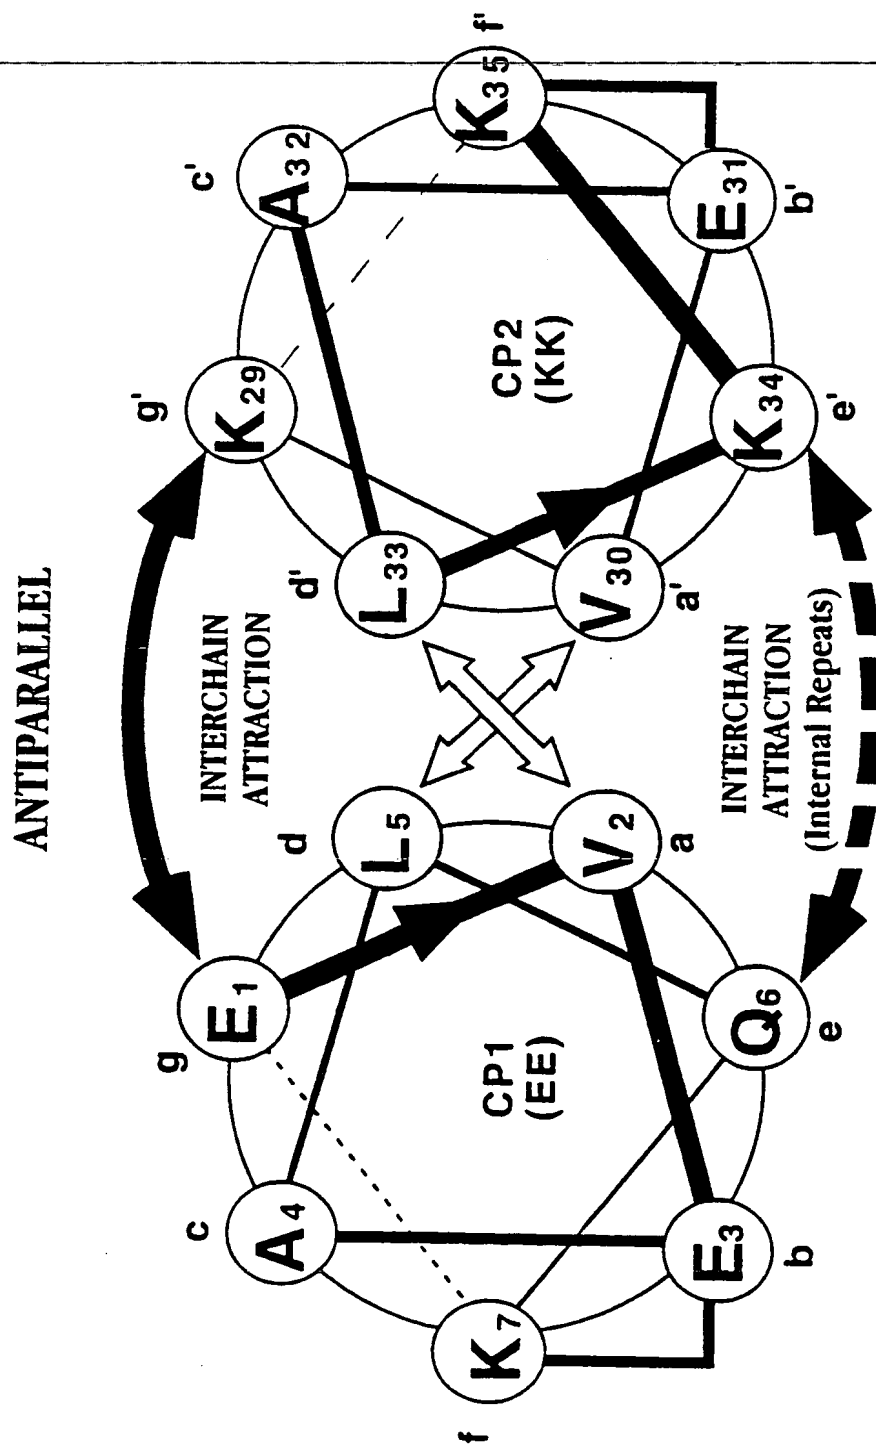 ANTIPARALLEL
INTERCHAIN
ATTRACTION
g
E1
c
A4
d
L5
f
K7
CP1
(EE)
V2
a
E3
b
Q6
e
g'
K29
c'
A32
d'
L33
f'
K35
CP2
(KK)
V30
a'
E31
b'
K34
e'
INTERCHAIN
ATTRACTION
(Internal Repeats)